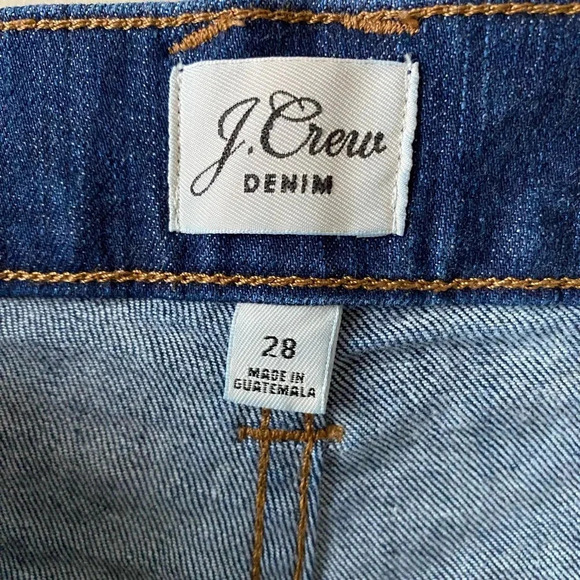 J.Crew
DENIM
28
MADE IN
GUATEMALA